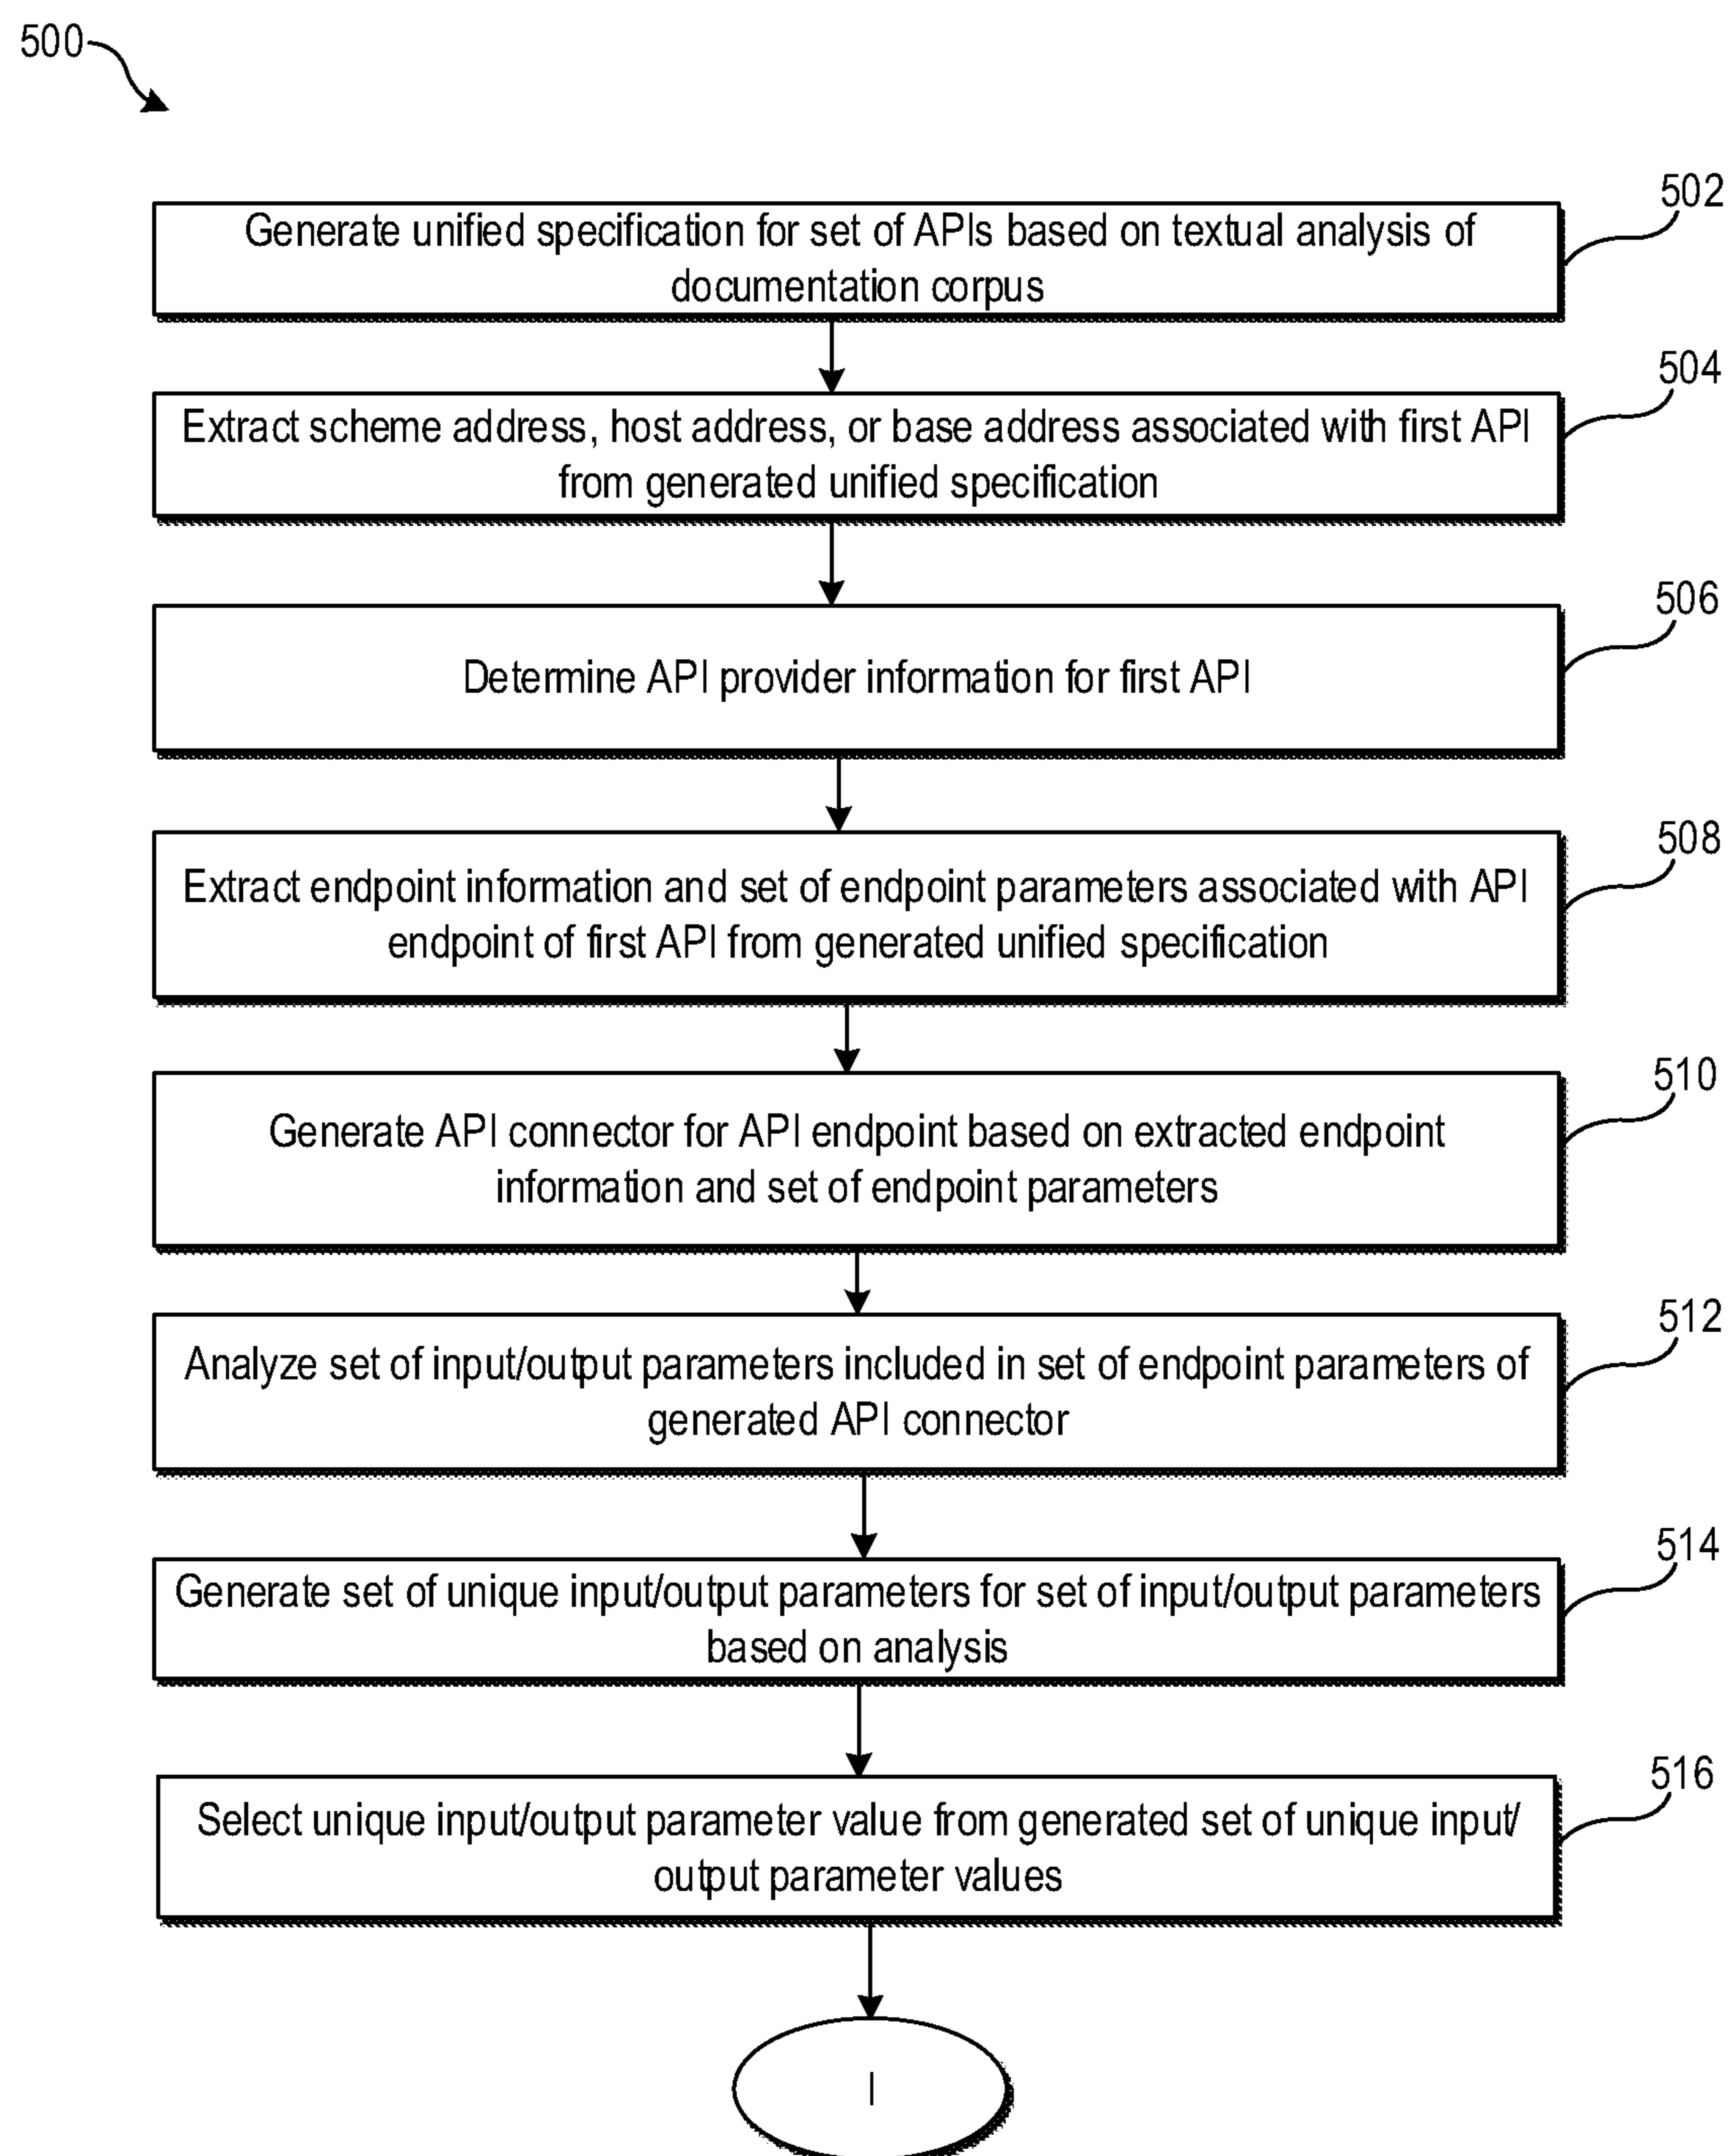 500
502
Generate unified specification for set of APIs based on textual analysis of
documentation corpus
504
Extract scheme address, host address, or base address associated with first API
from generated unified specification
506
Determine API provider information for first API
508
Extract endpoint information and set of endpoint parameters associated with API
endpoint of first API from generated unified specification
510
Generate API connector for API endpoint based on extracted endpoint
information and set of endpoint parameters
512
Analyze set of input/output parameters included in set of endpoint parameters of
generated API connector
514
Generate set of unique input/output parameters for set of input/output parameters
based on analysis
516
Select unique input/output parameter value from generated set of unique input/
output parameter values
I